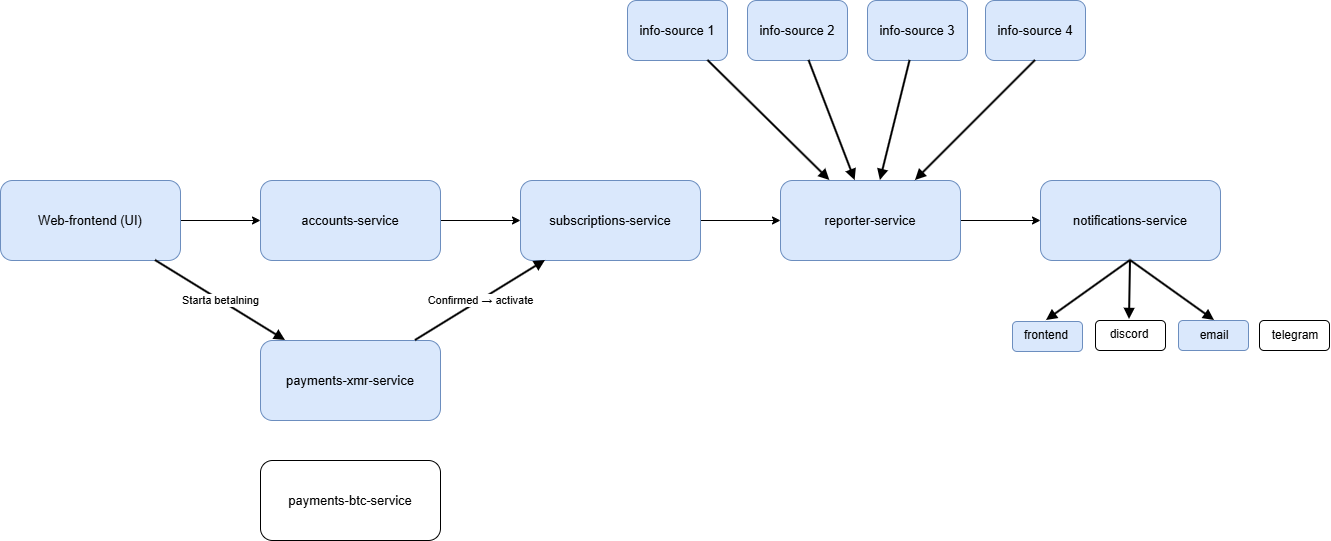 info-source 1
info-source 2
info-source 3
info-source 4
Web-frontend (UI)
accounts-service
subscriptions-service
reporter-service
notifications-service
Starta betalning
Confirmed → activate
frontend
discord
email
telegram
payments-xmr-service
payments-btc-service